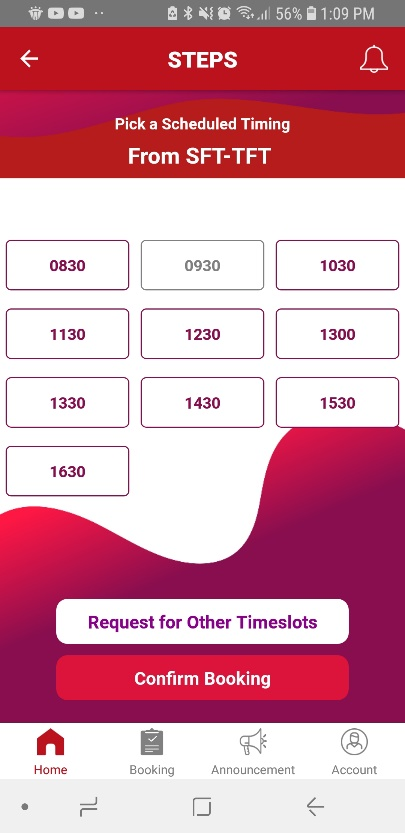 56% 1:09 PM
STEPS
Pick a Scheduled Timing
From SFT-TFT
0830 0930 1030
1130 1230 1300
1330 1430 1530
1630
Request for Other Timeslots
Confirm Booking
Home Booking Announcement Account